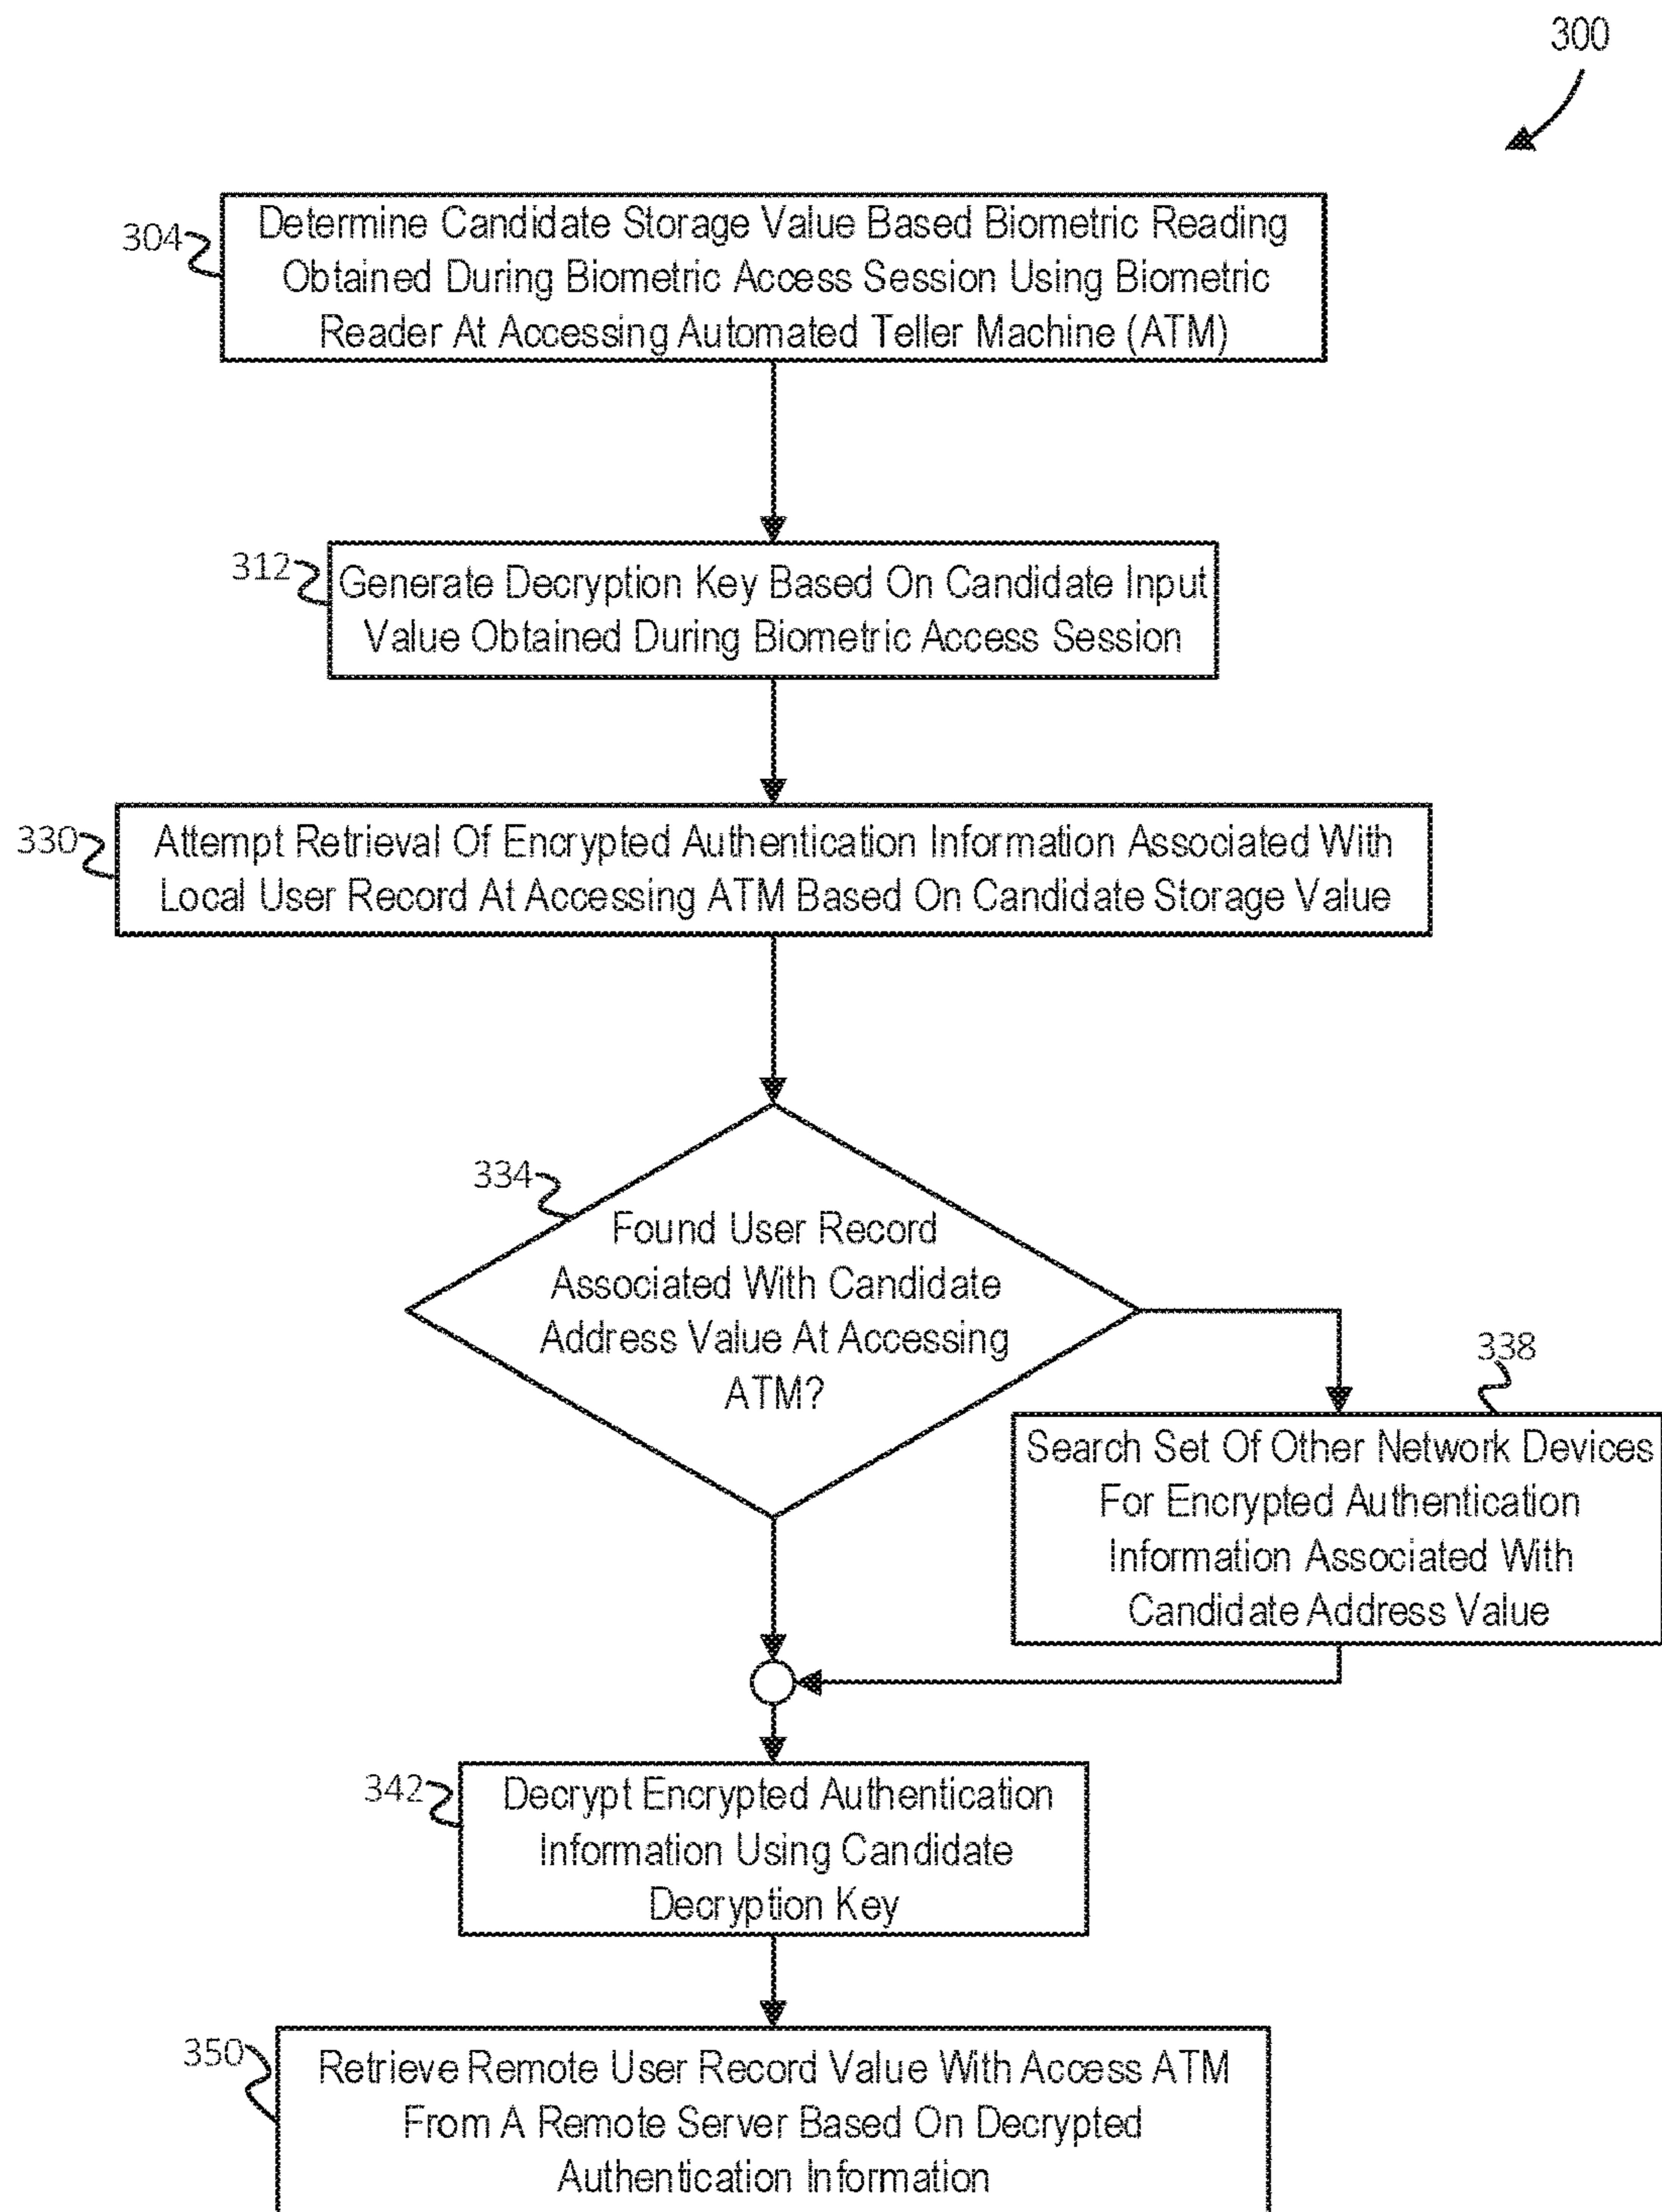 300
304
Determine Candidate Storage Value Based Biometric Reading
Obtained During Biometric Access Session Using Biometric
Reader At Accessing Automated Teller Machine (ATM)
312
Generate Decryption Key Based On Candidate Input
Value Obtained During Biometric Access Session
330
Attempt Retrieval Of Encrypted Authentication Information Associated With
Local User Record At Accessing ATM Based On Candidate Storage Value
334
Found User Record
Associated With Candidate
Address Value At Accessing
ATM?
338
Search Set Of Other Network Devices
For Encrypted Authentication
Information Associated With
Candidate Address Value
342
Decrypt Encrypted Authentication
Information Using Candidate
Decryption Key
350
Retrieve Remote User Record Value With Access ATM
From A Remote Server Based On Decrypted
Authentication Information